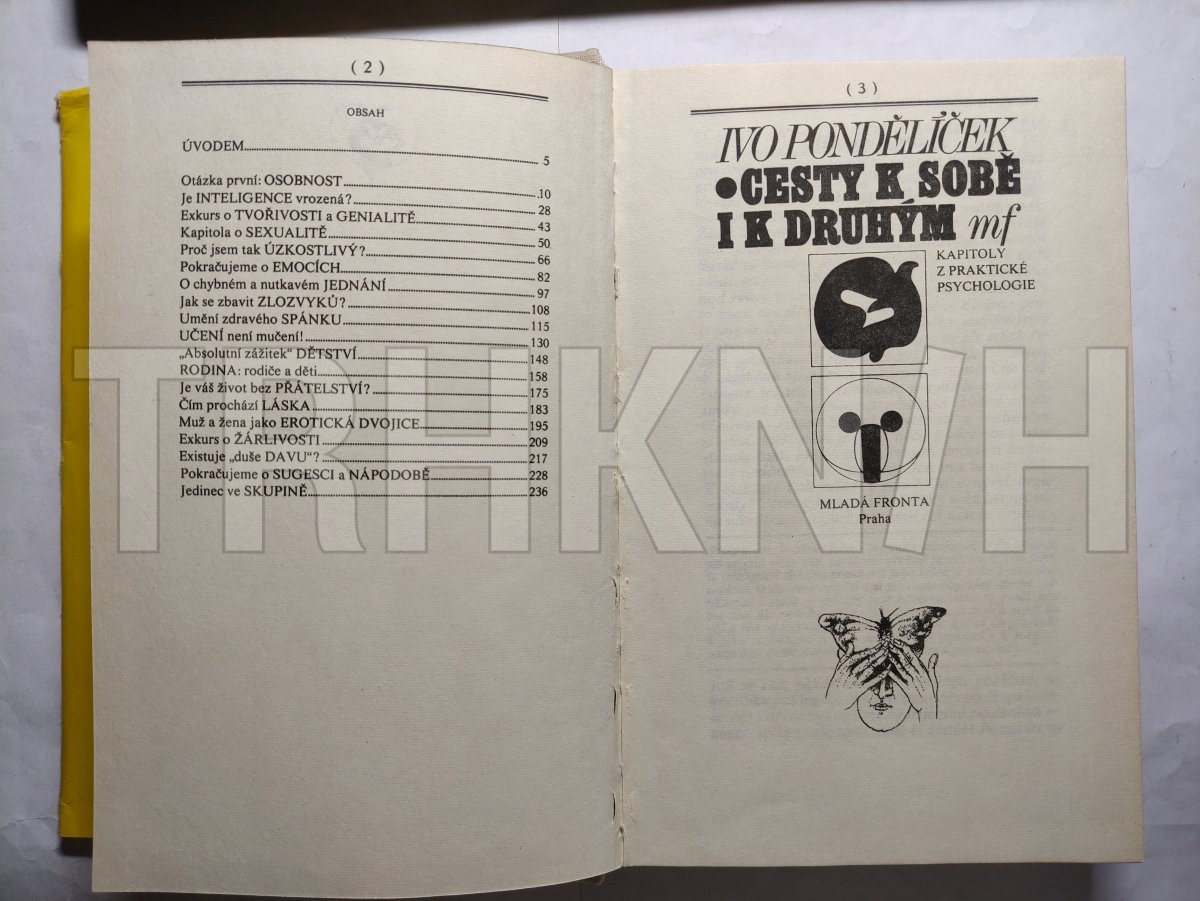 ( 2 )
OBSAH
ÚVODEM 5
Otázka první: OSOBNOST 10
Je INTELIGENCE vrozená? 28
Exkurs o TVOŘIVOSTI a GENIALITĚ 43
Kapitola o SEXUALITĚ 50
Proč jsem tak ÚZKOSTLIVÝ? 66
Pokračujeme o EMOCÍCH 82
O chybném a nutkavém JEDNÁNÍ 97
Jak se zbavit ZLOZVYKŮ? 108
Umění zdravého SPÁNKU 115
UČENÍ není mučení! 130
„Absolutní zážitek“ DĚTSTVÍ 148
RODINA: rodiče a děti 158
Je váš život bez PŘÁTELSTVÍ? 175
Čím prochází LÁSKA 183
Muž a žena jako EROTICKÁ DVOJICE 195
Exkurs o ŽÁRLIVOSTI 209
Existuje „duše DAVU“? 217
Pokračujeme o SUGESCI a NÁPODOBĚ 228
Jedinec ve SKUPINĚ 236
( 3 )
IVO PONDĚLÍČEK
•CESTY K SOBĚ
I K DRUHÝM mf
KAPITOLY
Z PRAKTICKÉ
PSYCHOLOGIE
MLADÁ FRONTA
Praha
TRHKNIH